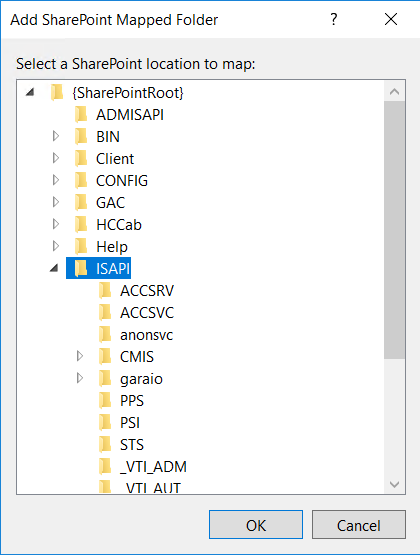 Add SharePoint Mapped Folder
?
Select a SharePoint location to map:
{SharePointRoot}
ADMISAPI
BIN
Client
CONFIG
GAC
HCCab
Help
ISAPI
ACCSRV
ACCSVC
anonsvc
CMIS
garaio
PPS
PSI
STS
_VTI_ADM
_VTI_AUT
OK Cancel